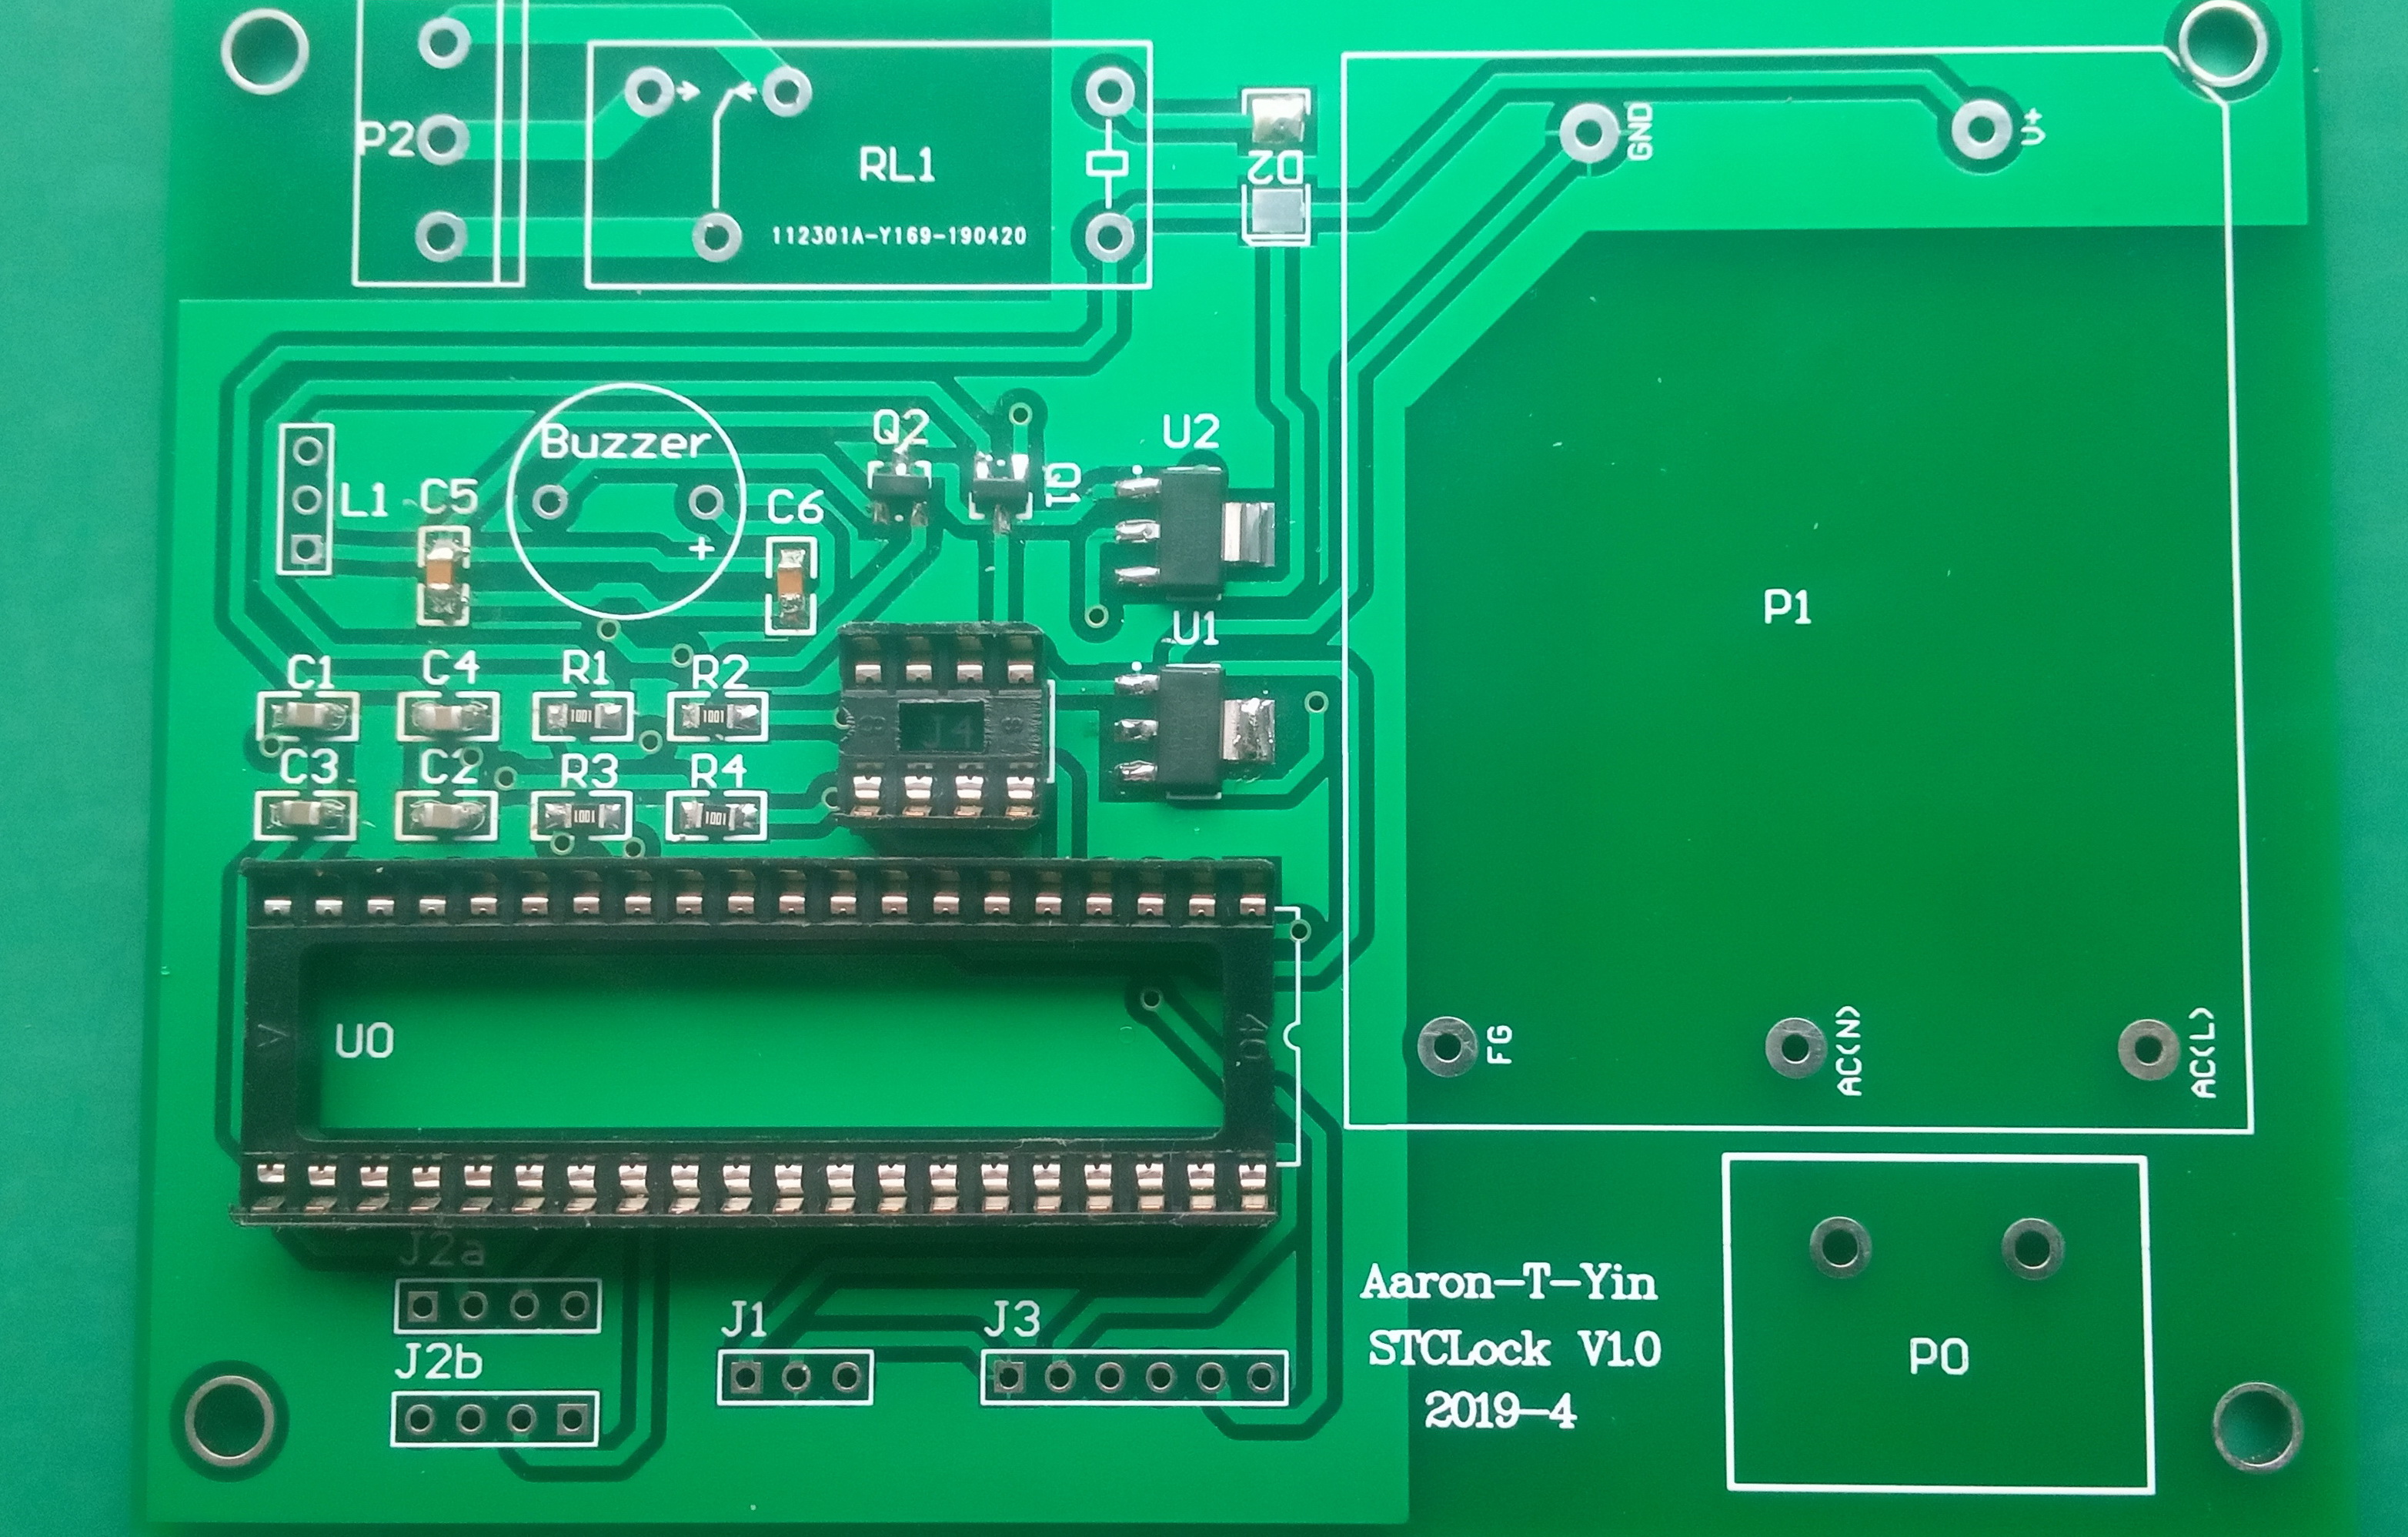 P2
RL1
112301A-Y169-190420
D2
GND
V+
Buzzer
+
L1
C5
C6
Q2
Q1
U2
U1
P1
C1
C4
R1
R2
1001
1001
8
J4
8
C3
C2
R3
R4
1001
1001
U0
V
40
FG
AC(N)
AC(L)
J2a
J2b
J1
J3
Aaron-T-Yin
STCLock V1.0
2019-4
P0